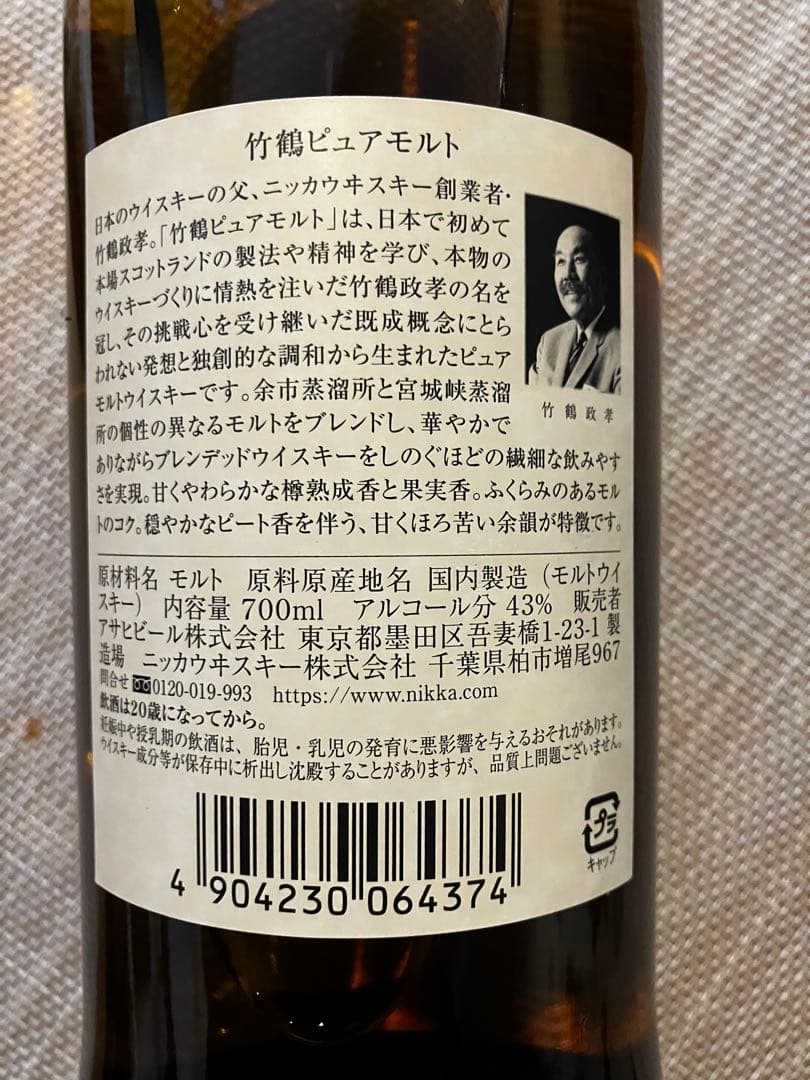 竹鶴ピュアモルト
日本のウイスキーの父、ニッカウヰスキー創業者・
竹鶴政孝。「竹鶴ピュアモルト」は、日本で初めて
本場スコットランドの製法や精神を学び、本物の
ウイスキーづくりに情熱を注いだ竹鶴政孝の名を
冠し、その挑戦心を受け継いだ既成概念にとら
われない発想と独創的な調和から生まれたピュア
モルトウイスキーです。余市蒸溜所と宮城峡蒸溜
所の個性の異なるモルトをブレンドし、華やかで
ありながらブレンデッドウイスキーをしのぐほどの繊細な飲みやす
さを実現。甘くやわらかな樽熟成香と果実香。ふくらみのあるモル
トのコク。穏やかなピート香を伴う、甘くほろ苦い余韻が特徴です。
竹鶴政孝
原材料名 モルト 原料原産地名 国内製造（モルトウイ
スキー） 内容量 700ml アルコール分 43% 販売者
アサヒビール株式会社 東京都墨田区吾妻橋1-23-1 製
造場 ニッカウヰスキー株式会社 千葉県柏市増尾967
問合せ 0120-019-993 https://www.nikka.com
飲酒は20歳になってから。
妊娠中や授乳期の飲酒は、胎児・乳児の発育に悪影響を与えるおそれがあります。
ウイスキー成分等が保存中に析出し沈殿することがありますが、品質上問題ございません。
プラ
キャップ
4 904230 064374